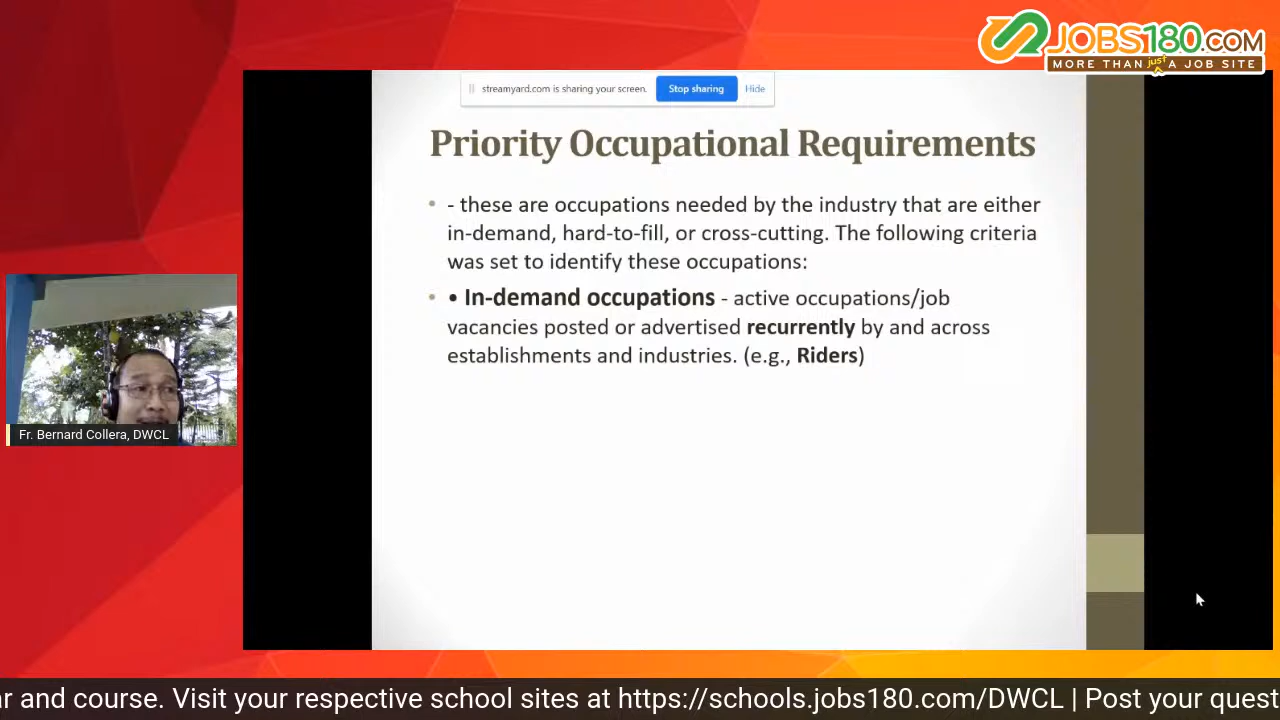 JOBS180.COM
MORE THAN just A JOB SITE
streamyard.com is sharing your screen. Stop sharing Hide
Priority Occupational Requirements
- these are occupations needed by the industry that are either
in-demand, hard-to-fill, or cross-cutting. The following criteria
was set to identify these occupations:
• In-demand occupations - active occupations/job
vacancies posted or advertised recurrently by and across
establishments and industries. (e.g., Riders)
Fr. Bernard Collera, DWCL
and course. Visit your respective school sites at https://schools.jobs180.com/DWCL | Post your